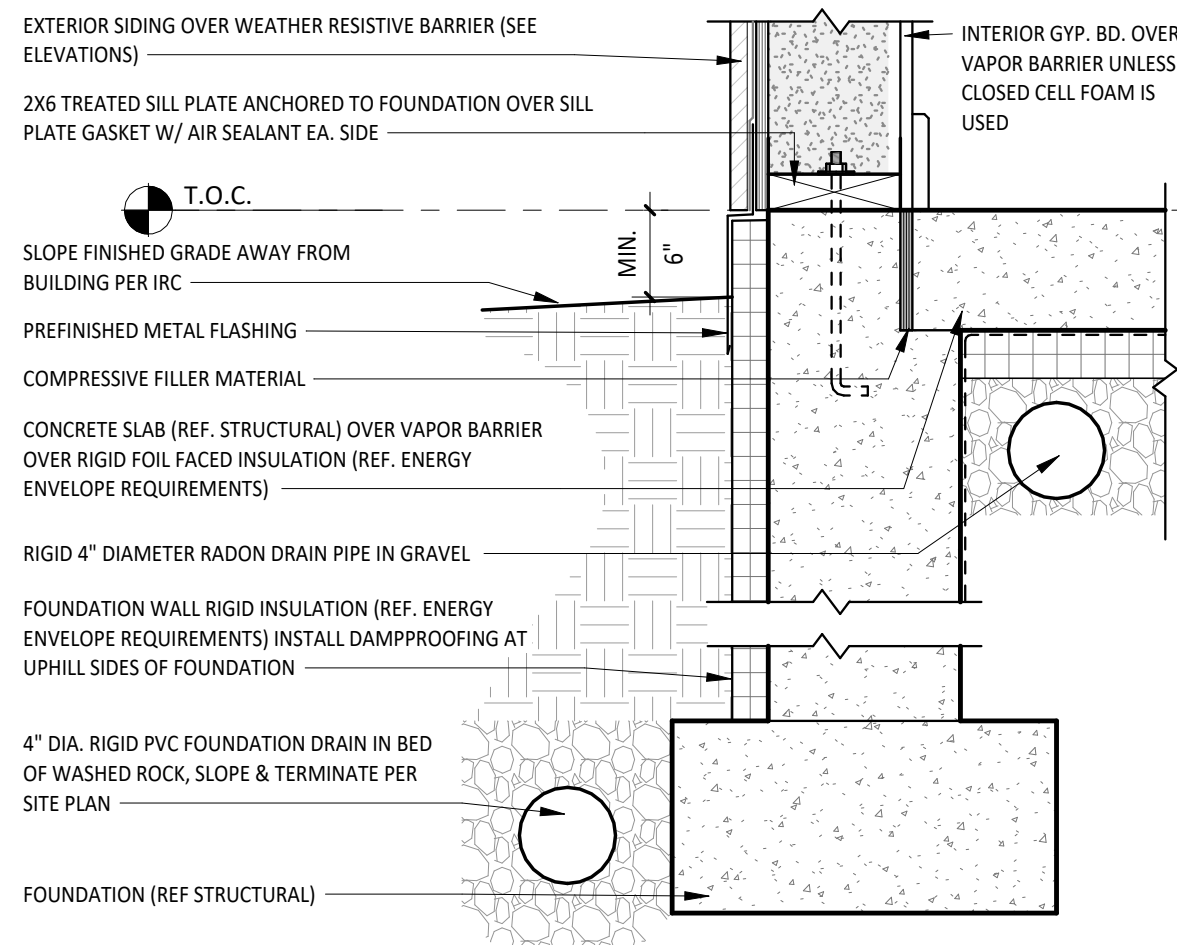 EXTERIOR SIDING OVER WEATHER RESISTIVE BARRIER (SEE
ELEVATIONS)
2X6 TREATED SILL PLATE ANCHORED TO FOUNDATION OVER SILL
PLATE GASKET W/ AIR SEALANT EA. SIDE
INTERIOR GYP. BD. OVER
VAPOR BARRIER UNLESS
CLOSED CELL FOAM IS
USED
T.O.C.
MIN.
6"
SLOPE FINISHED GRADE AWAY FROM
BUILDING PER IRC
PREFINISHED METAL FLASHING
COMPRESSIVE FILLER MATERIAL
CONCRETE SLAB (REF. STRUCTURAL) OVER VAPOR BARRIER
OVER RIGID FOIL FACED INSULATION (REF. ENERGY
ENVELOPE REQUIREMENTS)
RIGID 4" DIAMETER RADON DRAIN PIPE IN GRAVEL
FOUNDATION WALL RIGID INSULATION (REF. ENERGY
ENVELOPE REQUIREMENTS) INSTALL DAMPPROOFING AT
UPHILL SIDES OF FOUNDATION
4" DIA. RIGID PVC FOUNDATION DRAIN IN BED
OF WASHED ROCK, SLOPE & TERMINATE PER
SITE PLAN
FOUNDATION (REF STRUCTURAL)